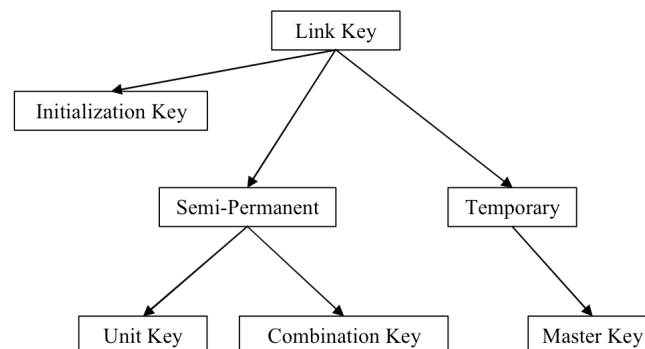 Link Key
Initialization Key
Semi-Permanent
Temporary
Unit Key
Combination Key
Master Key